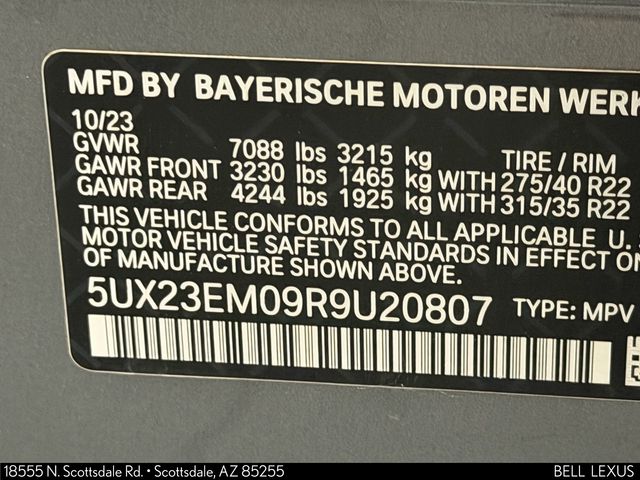 MFD BY BAYERISCHE MOTOREN WERK
10/23
GVWR 7088 lbs 3215 kg TIRE / RIM
GAWR FRONT 3230 lbs 1465 kg WITH 275/40 R22
GAWR REAR 4244 lbs 1925 kg WITH 315/35 R22
THIS VEHICLE CONFORMS TO ALL APPLICABLE U.
MOTOR VEHICLE SAFETY STANDARDS IN EFFECT ON
OF MANUFACTURE SHOWN ABOVE.
5UX23EM09R9U20807 TYPE: MPV
18555 N. Scottsdale Rd. • Scottsdale, AZ 85255 BELL LEXUS